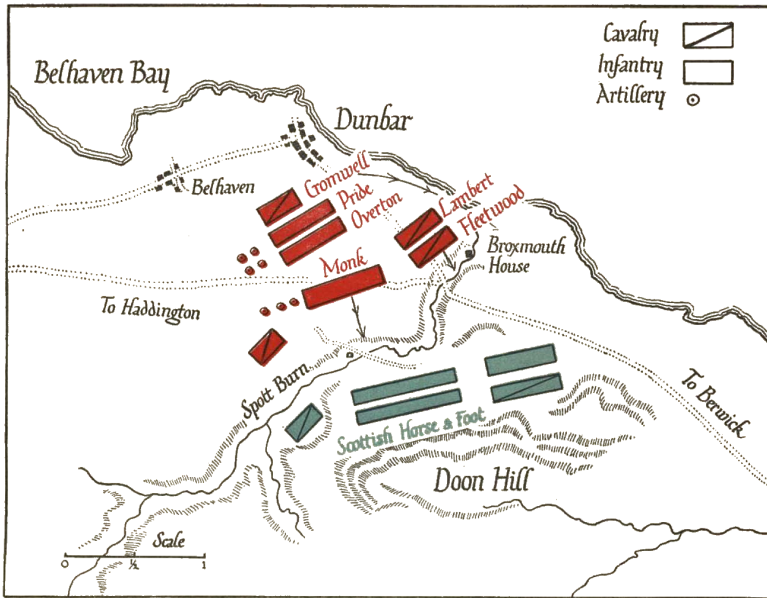 Belhaven Bay
Dunbar
Cavalry
Infantry
Artillery
Belhaven
Cromwell
Pride
Overton
Lambert
Fleetwood
Broxmouth
House
Monk
To Haddington
Spott Burn
To Berwick
Scottish Horse & Foot
Doon Hill
Scale
0 ½ 1